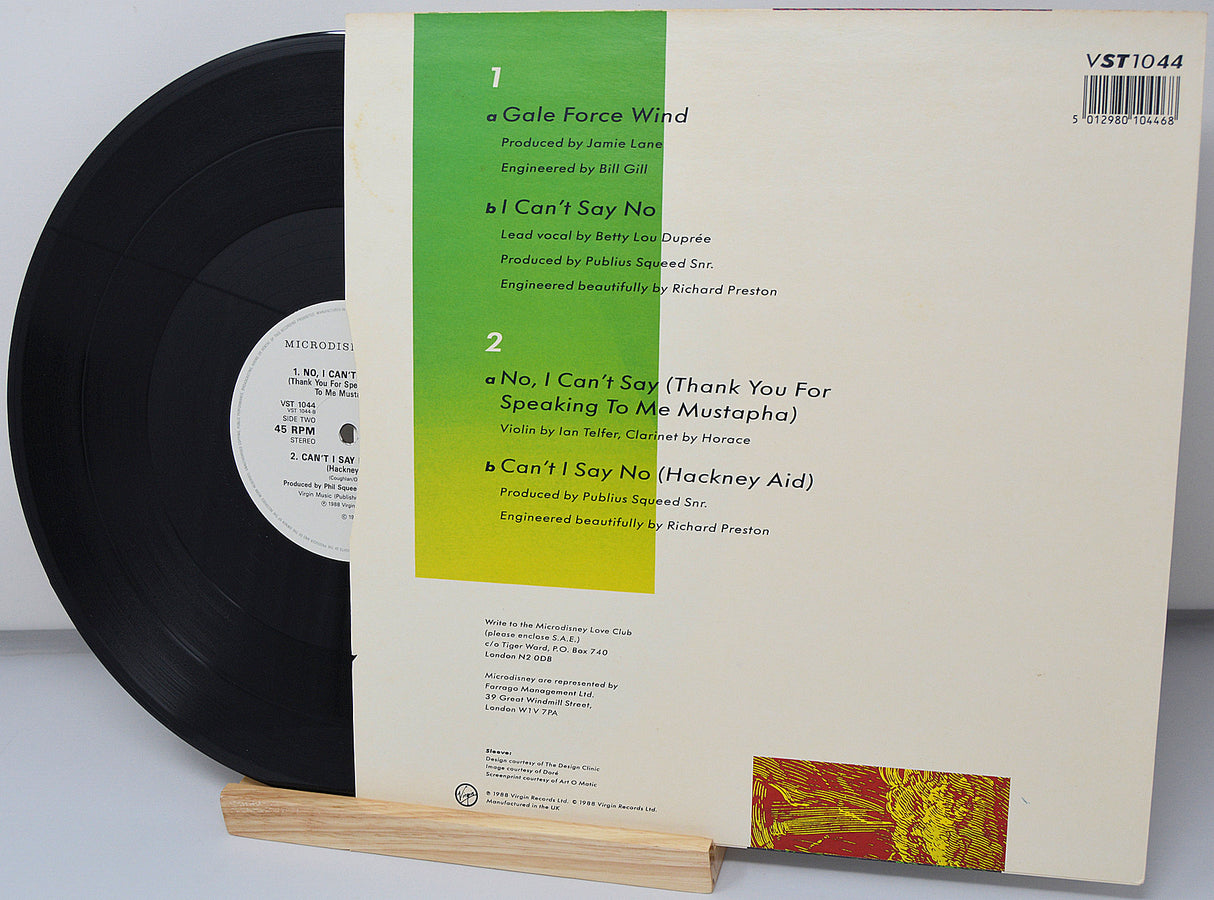 MICRODIS
1. NO, I CAN'T
(Thank You For Spe
To Me Musta
VST 1044
VST 1044-B
SIDE TWO
45 RPM
STEREO
2. CAN'T I SAY
(Hackney
(Coughlan/O
Produced by Phil Squee
Virgin Music (Publish
℗ 1988 Virgin
© 19
VST1044
5 012980 104468
1
a Gale Force Wind
Produced by Jamie Lane
Engineered by Bill Gill
b I Can't Say No
Lead vocal by Betty Lou Duprée
Produced by Publius Squeed Snr.
Engineered beautifully by Richard Preston
2
a No, I Can't Say (Thank You For
Speaking To Me Mustapha)
Violin by Ian Telfer, Clarinet by Horace
b Can't I Say No (Hackney Aid)
Produced by Publius Squeed Snr.
Engineered beautifully by Richard Preston
Write to the Microdisney Love Club
(please enclose S.A.E.)
c/o Tiger Ward, P.O. Box 740
London N2 0DB
Microdisney are represented by
Farrago Management Ltd.
39 Great Windmill Street,
London W1V 7PA
Sleeve:
Design courtesy of The Design Clinic
Image courtesy of Doré
Screenprint courtesy of Art O Matic
Virgin
℗ 1988 Virgin Records Ltd. © 1988 Virgin Records Ltd.
Manufactured in the UK